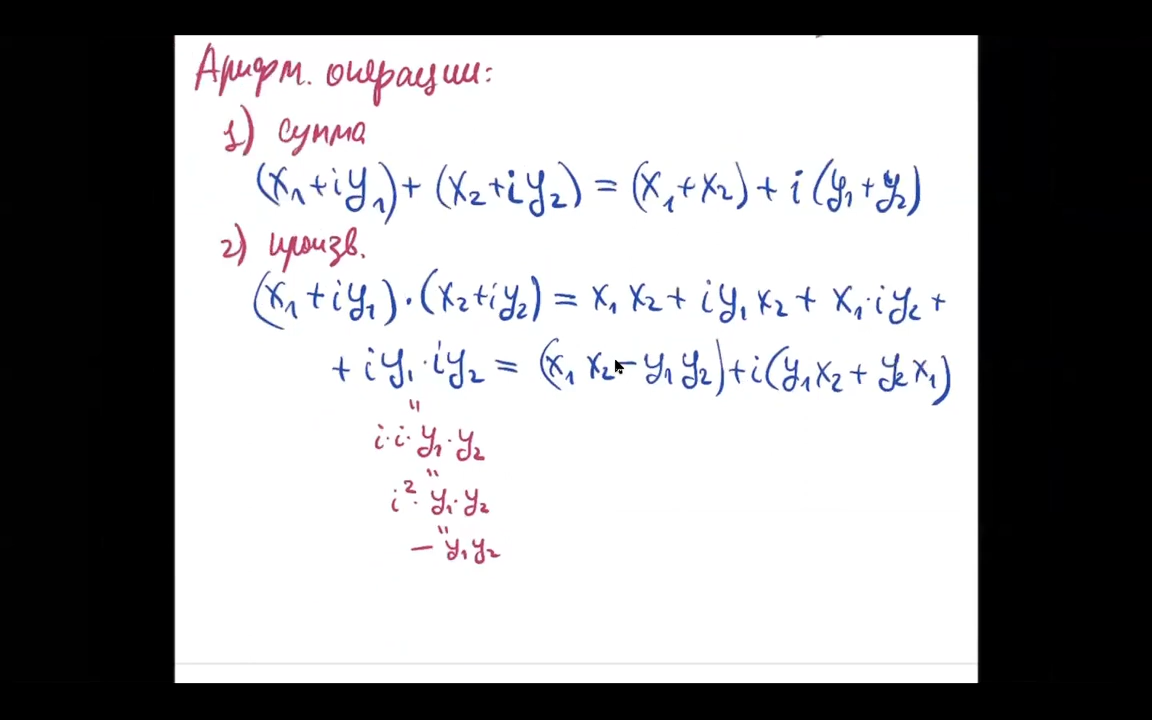 Арифм. операции:
1) сумма
(x₁+iy₁)+(x₂+iy₂)=(x₁+x₂)+i(y₁+y₂)
2) произв.
(x₁+iy₁)·(x₂+iy₂)=x₁x₂+iy₁x₂+x₁·iy₂+
+iy₁·iy₂=(x₁x₂-y₁y₂)+i(y₁x₂+y₂x₁)
"
i·i·y₁·y₂
"
i²·y₁·y₂
"
-y₁y₂